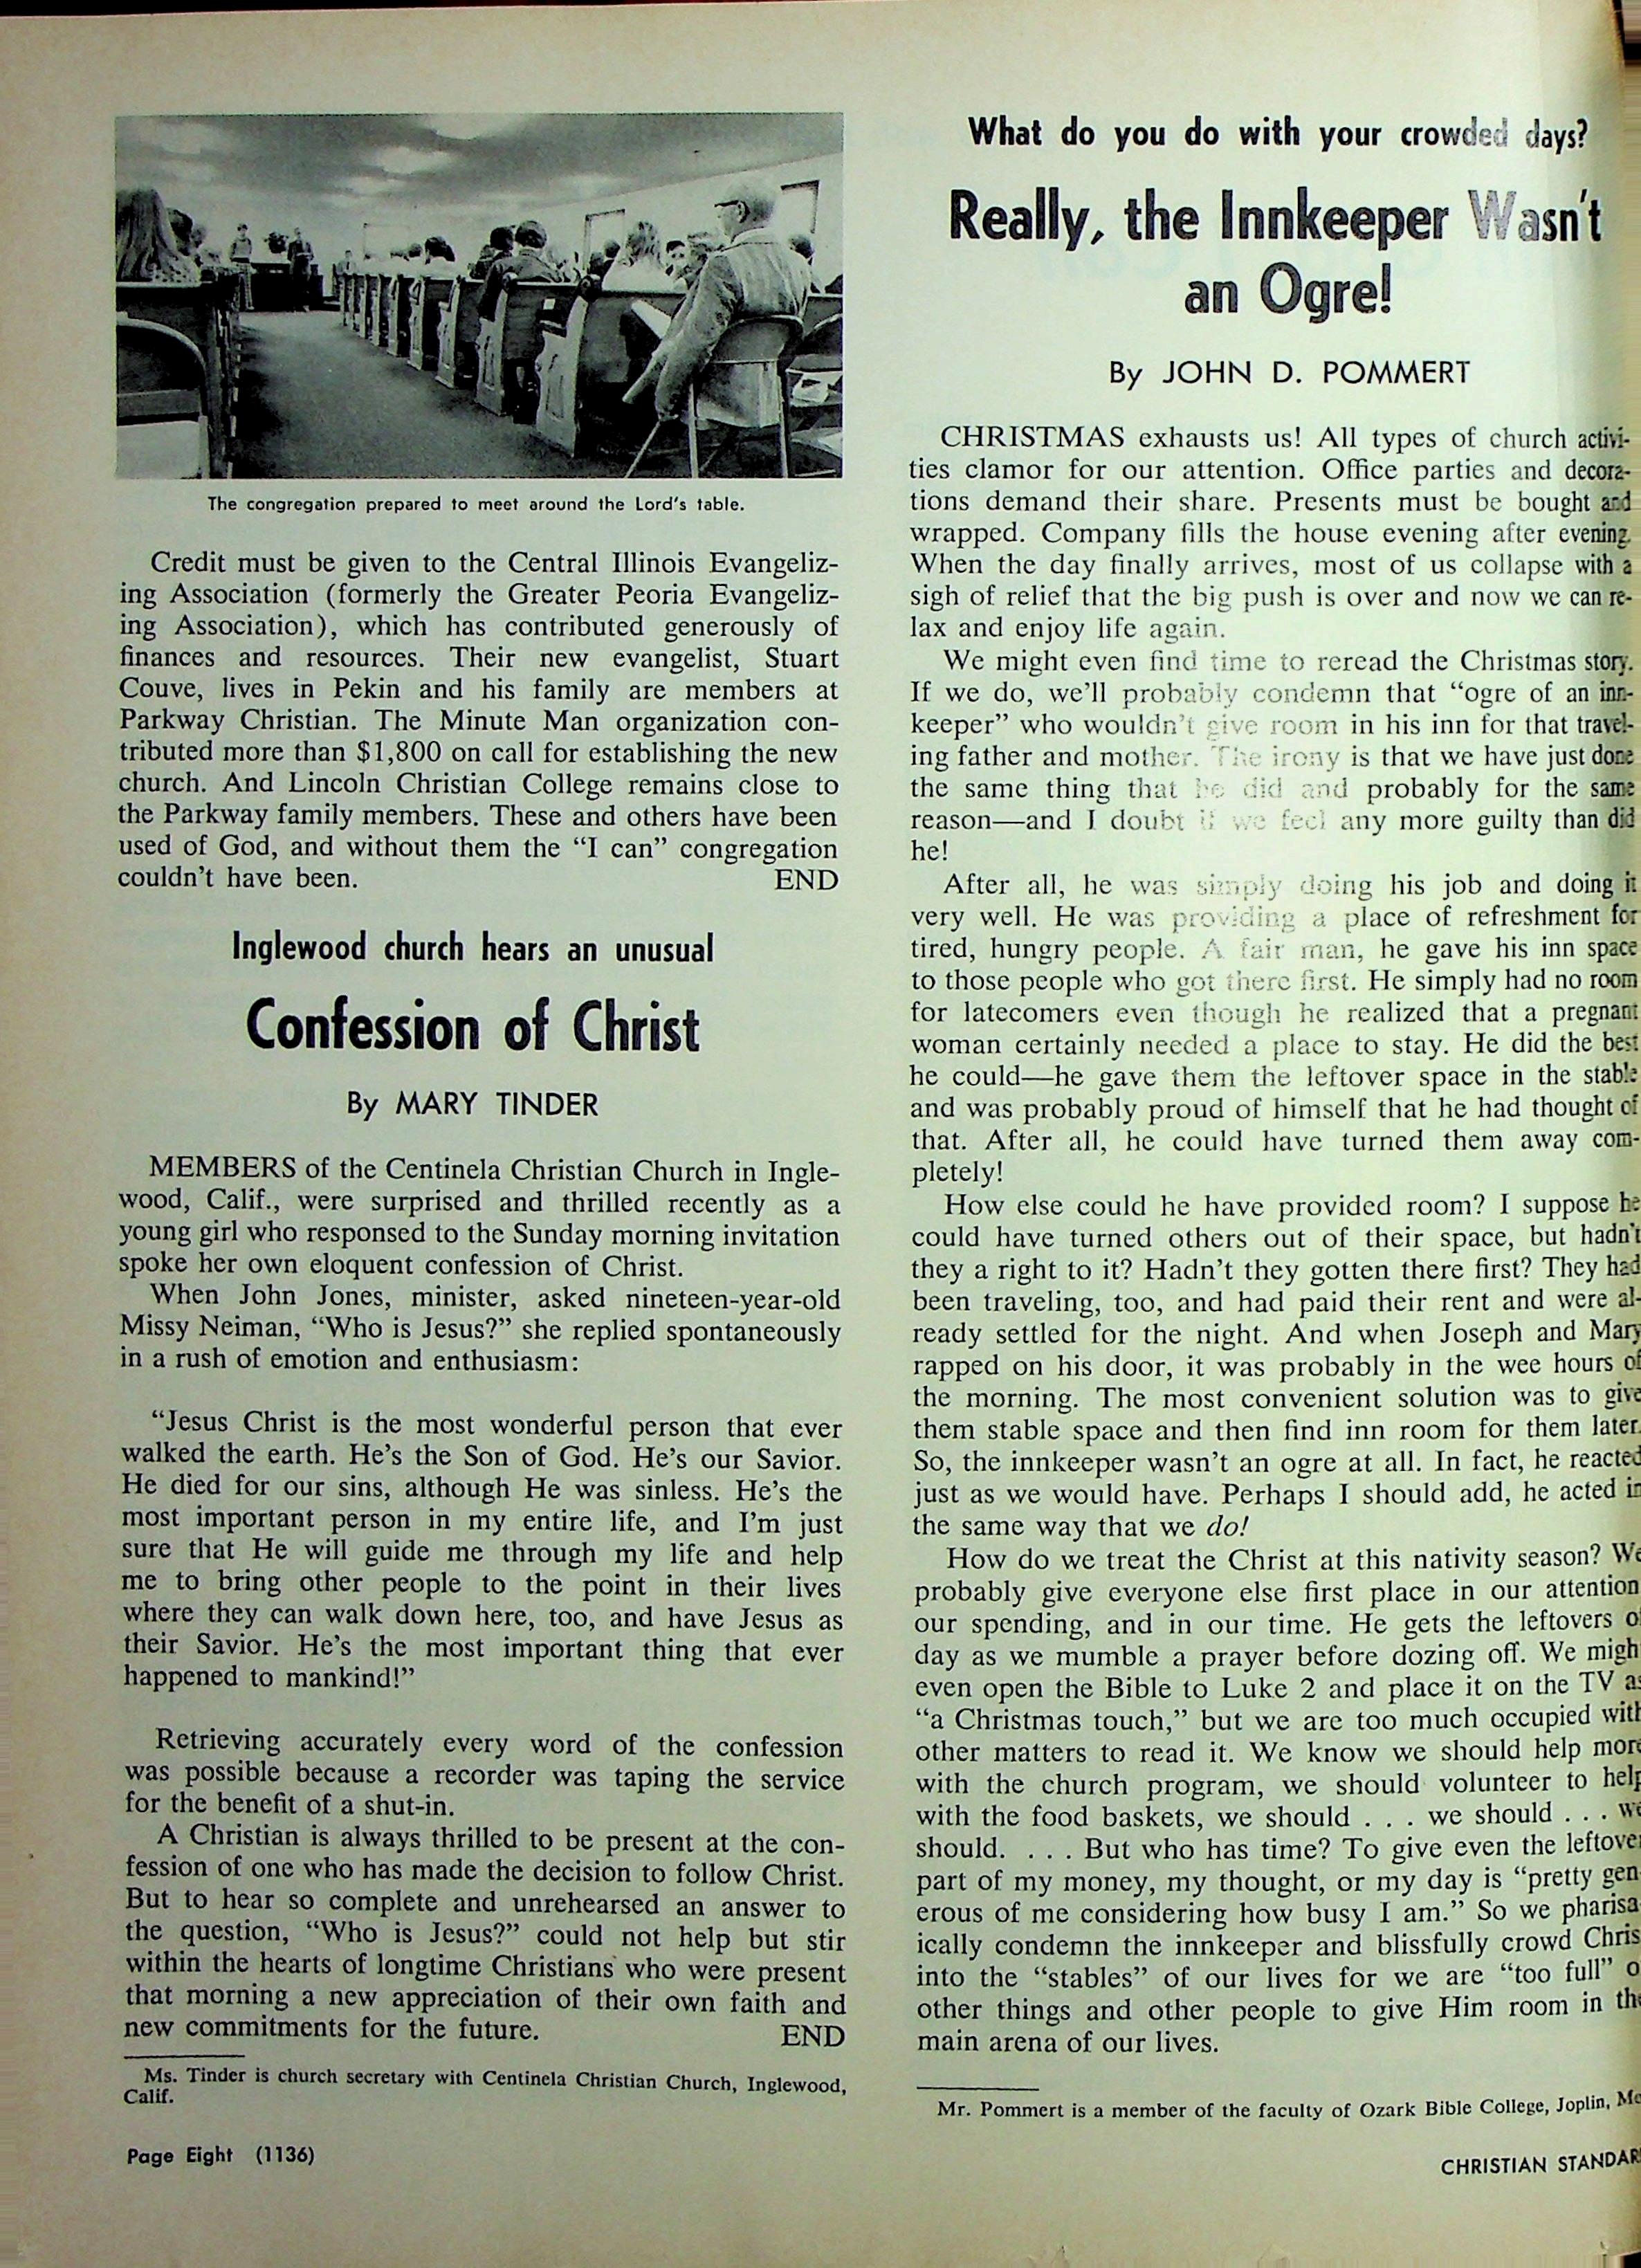 The congregation prepared to meet around the Lord's table.
Credit must be given to the Central Illinois Evangeliz-
ing Association (formerly the Greater Peoria Evangeliz-
ing Association), which has contributed generously of
finances and resources. Their new evangelist, Stuart
Couve, lives in Pekin and his family are members at
Parkway Christian. The Minute Man organization con-
tributed more than $1,800 on call for establishing the new
church. And Lincoln Christian College remains close to
the Parkway family members. These and others have been
used of God, and without them the “I can” congregation
couldn't have been. END
Inglewood church hears an unusual
Confession of Christ
By MARY TINDER
MEMBERS of the Centinela Christian Church in Ingle-
wood, Calif., were surprised and thrilled recently as a
young girl who responsed to the Sunday morning invitation
spoke her own eloquent confession of Christ.
When John Jones, minister, asked nineteen-year-old
Missy Neiman, “Who is Jesus?” she replied spontaneously
in a rush of emotion and enthusiasm:
“Jesus Christ is the most wonderful person that ever
walked the earth. He's the Son of God. He's our Savior.
He died for our sins, although He was sinless. He's the
most important person in my entire life, and I'm just
sure that He will guide me through my life and help
me to bring other people to the point in their lives
where they can walk down here, too, and have Jesus as
their Savior. He's the most important thing that ever
happened to mankind!”
Retrieving accurately every word of the confession
was possible because a recorder was taping the service
for the benefit of a shut-in.
A Christian is always thrilled to be present at the con-
fession of one who has made the decision to follow Christ.
But to hear so complete and unrehearsed an answer to
the question, “Who is Jesus?” could not help but stir
within the hearts of longtime Christians who were present
that morning a new appreciation of their own faith and
new commitments for the future. END
Ms. Tinder is church secretary with Centinela Christian Church, Inglewood,
Calif.
Page Eight (1136)
What do you do with your crowded days?
Really, the Innkeeper Wasn't
an Ogre!
By JOHN D. POMMERT
CHRISTMAS exhausts us! All types of church activi-
ties clamor for our attention. Office parties and decora-
tions demand their share. Presents must be bought and
wrapped. Company fills the house evening after evening.
When the day finally arrives, most of us collapse with a
sigh of relief that the big push is over and now we can re-
lax and enjoy life again.
We might even find time to reread the Christmas story.
If we do, we'll probably condemn that “ogre of an inn-
keeper” who wouldn't give room in his inn for that travel-
ing father and mother. The irony is that we have just done
the same thing that he did and probably for the same
reason—and I doubt if we feel any more guilty than did
he!
After all, he was simply doing his job and doing it
very well. He was providing a place of refreshment for
tired, hungry people. A fair man, he gave his inn space
to those people who got there first. He simply had no room
for latecomers even though he realized that a pregnant
woman certainly needed a place to stay. He did the best
he could—he gave them the leftover space in the stable
and was probably proud of himself that he had thought of
that. After all, he could have turned them away com-
pletely!
How else could he have provided room? I suppose he
could have turned others out of their space, but hadn't
they a right to it? Hadn't they gotten there first? They had
been traveling, too, and had paid their rent and were al-
ready settled for the night. And when Joseph and Mary
rapped on his door, it was probably in the wee hours of
the morning. The most convenient solution was to give
them stable space and then find inn room for them later.
So, the innkeeper wasn't an ogre at all. In fact, he reacted
just as we would have. Perhaps I should add, he acted in
the same way that we do!
How do we treat the Christ at this nativity season? We
probably give everyone else first place in our attention
our spending, and in our time. He gets the leftovers o
day as we mumble a prayer before dozing off. We migh
even open the Bible to Luke 2 and place it on the TV as
“a Christmas touch,” but we are too much occupied with
other matters to read it. We know we should help more
with the church program, we should volunteer to help
with the food baskets, we should . . . we should . . . we
should. . . . But who has time? To give even the leftover
part of my money, my thought, or my day is “pretty gen-
erous of me considering how busy I am.” So we pharisa-
ically condemn the innkeeper and blissfully crowd Chris
into the “stables” of our lives for we are “too full” o
other things and other people to give Him room in the
main arena of our lives.
Mr. Pommert is a member of the faculty of Ozark Bible College, Joplin, Mo
CHRISTIAN STANDAR